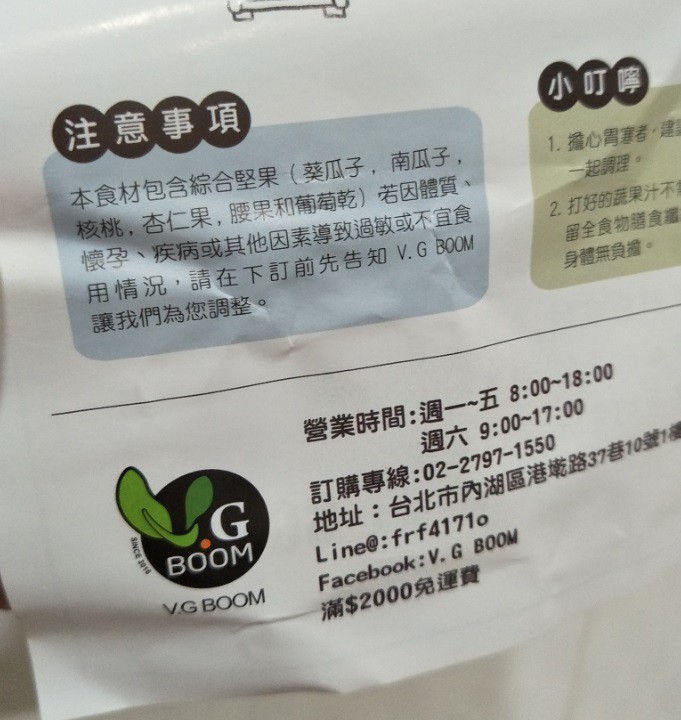 注意事項
本食材包含綜合堅果（葵瓜子，南瓜子，
核桃，杏仁果，腰果和葡萄乾）若因體質、
懷孕、疾病或其他因素導致過敏或不宜食
用情況，請在下訂前先告知 V.G BOOM
讓我們為您調整。
小叮嚀
1. 擔心胃寒者，建
一起調理。
2. 打好的蔬果汁不
留全食物膳食
身體無負擔。
營業時間:週一~五 8:00~18:00
週六 9:00~17:00
訂購專線:02-2797-1550
地址：台北市內湖區港墘路37巷10號1樓
Line@:frf4171o
Facebook:V.G BOOM
滿$2000免運費
V.G
BOOM
SINCE 2016
V.G BOOM